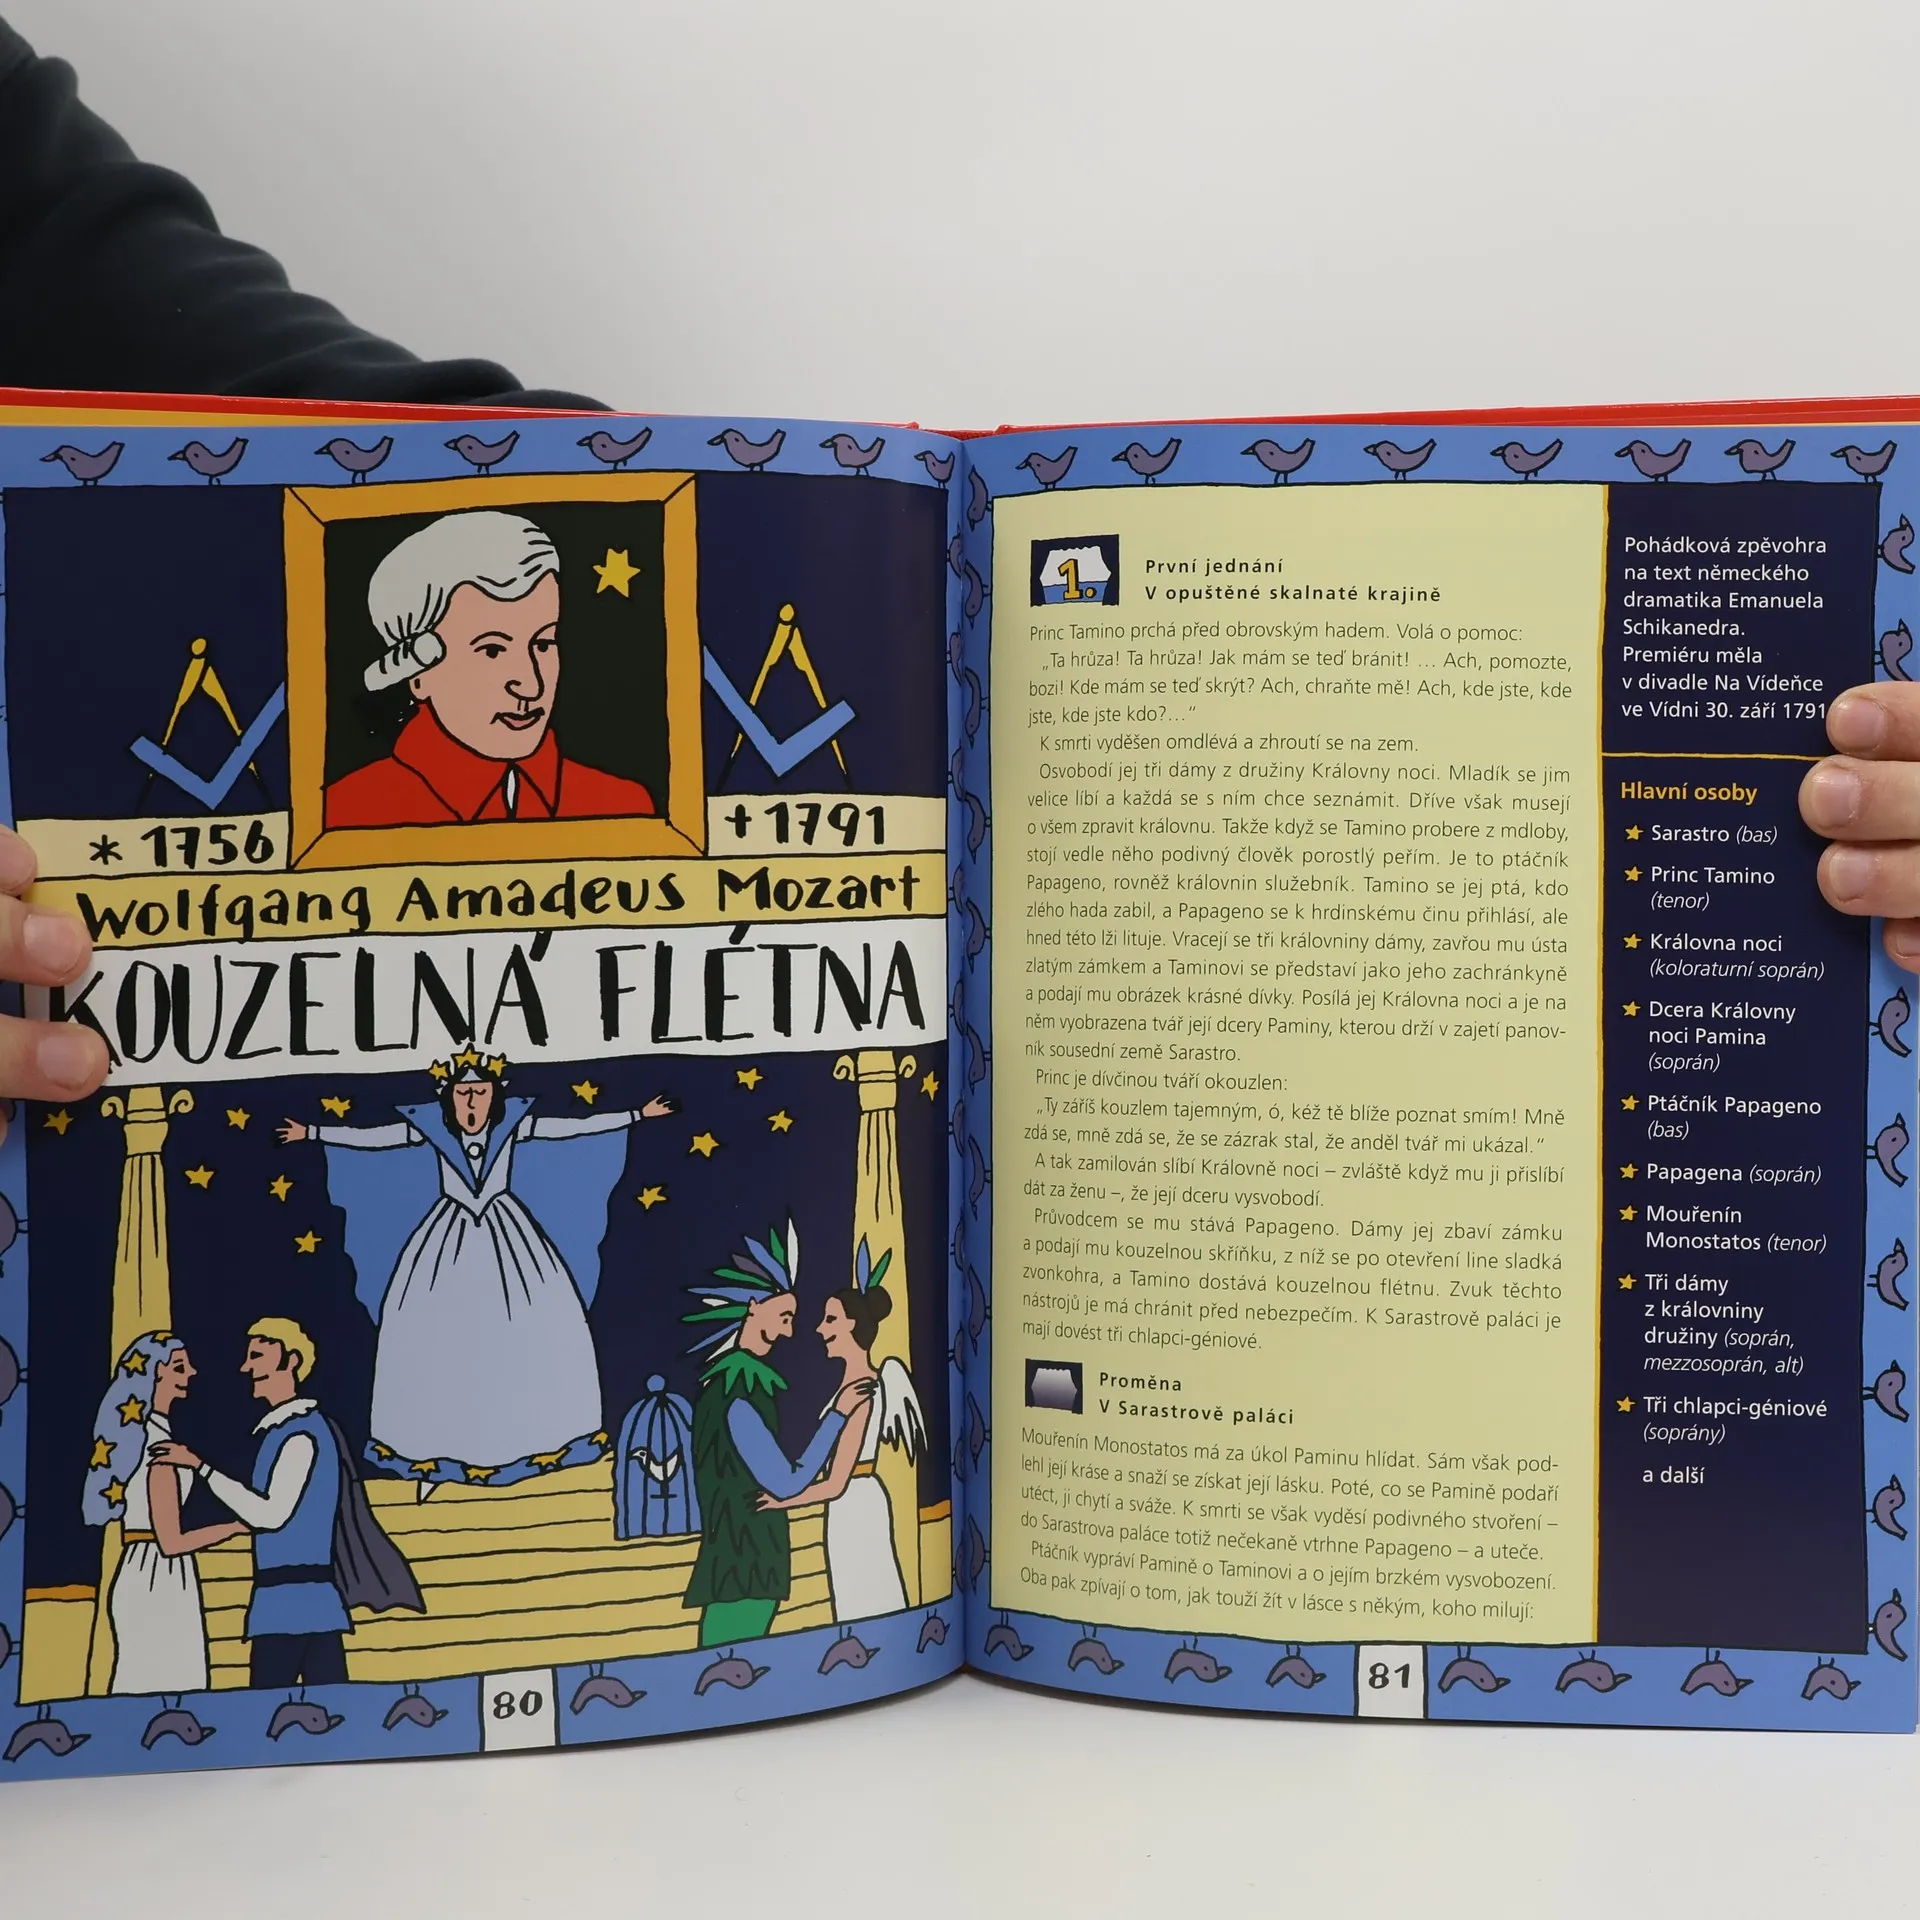 * 1756
+ 1791
Wolfgang Amadeus Mozart
KOUZELNÁ FLÉTNA
80
1.
První jednání
V opuštěné skalnaté krajině
Princ Tamino prchá před obrovským hadem. Volá o pomoc:
„Ta hrůza! Ta hrůza! Jak mám se teď bránit! ... Ach, pomozte,
bozi! Kde mám se teď skrýt? Ach, chraňte mě! Ach, kde jste, kde
jste, kde jste kdo?...“
K smrti vyděšen omdlévá a zhroutí se na zem.
Osvobodí jej tři dámy z družiny Královny noci. Mladík se jim
velice líbí a každá se s ním chce seznámit. Dříve však musejí
o všem zpravit královnu. Takže když se Tamino probere z mdloby,
stojí vedle něho podivný člověk porostlý peřím. Je to ptáčník
Papageno, rovněž královnin služebník. Tamino se jej ptá, kdo
zlého hada zabil, a Papageno se k hrdinskému činu přihlásí, ale
hned této lži lituje. Vracejí se tři královniny dámy, zavřou mu ústa
zlatým zámkem a Taminovi se představí jako jeho zachránkyně
a podají mu obrázek krásné dívky. Posílá jej Královna noci a je na
něm vyobrazena tvář její dcery Paminy, kterou drží v zajetí panov-
ník sousední země Sarastro.
Princ je dívčinou tváří okouzlen:
„Ty záříš kouzlem tajemným, ó, kéž tě blíže poznat smím! Mně
zdá se, mně zdá se, že se zázrak stal, že anděl tvář mi ukázal.“
A tak zamilován slíbí Královně noci – zvláště když mu ji přislíbí
dát za ženu –, že její dceru vysvobodí.
Průvodcem se mu stává Papageno. Dámy jej zbaví zámku
a podají mu kouzelnou skříňku, z níž se po otevření line sladká
zvonkohra, a Tamino dostává kouzelnou flétnu. Zvuk těchto
nástrojů je má chránit před nebezpečím. K Sarastrově paláci je
mají dovést tři chlapci-géniové.
Proměna
V Sarastrově paláci
Mouřenín Monostatos má za úkol Paminu hlídat. Sám však pod-
lehl její kráse a snaží se získat její lásku. Poté, co se Pamině podaří
utéct, ji chytí a sváže. K smrti se však vyděsí podivného stvoření –
do Sarastrova paláce totiž nečekaně vtrhne Papageno – a uteče.
Ptáčník vypráví Pamině o Taminovi a o jejím brzkém vysvobození.
Oba pak zpívají o tom, jak touží žít v lásce s někým, koho milují:
Pohádková zpěvohra
na text německého
dramatika Emanuela
Schikanedra.
Premiéru měla
v divadle Na Vídeňce
ve Vídni 30. září 1791
Hlavní osoby
Sarastro (bas)
Princ Tamino
(tenor)
Královna noci
(koloraturní soprán)
Dcera Královny
noci Pamina
(soprán)
Ptáčník Papageno
(bas)
Papagena (soprán)
Mouřenín
Monostatos (tenor)
Tři dámy
z královniny
družiny (soprán,
mezzosoprán, alt)
Tři chlapci-géniové
(soprány)
a další
81